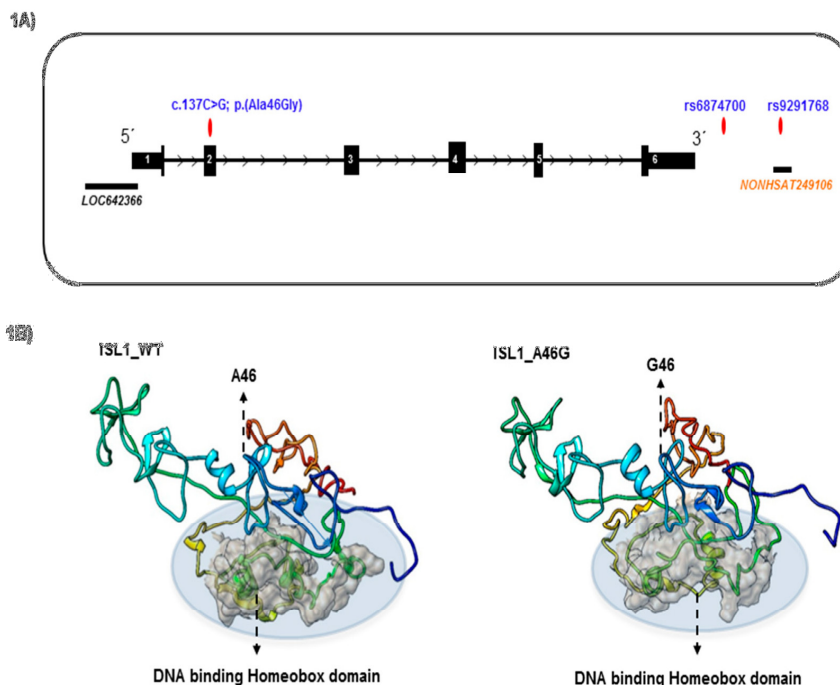 1A)
c.137C>G; p.(Ala46Gly)
rs6874700 rs9291768
5´ 3´
1 2 3 4 5 6
LOC642366
NONHSAT249106
1B)
ISL1_WT
ISL1_A46G
A46
G46
DNA binding Homeobox domain
DNA binding Homeobox domain